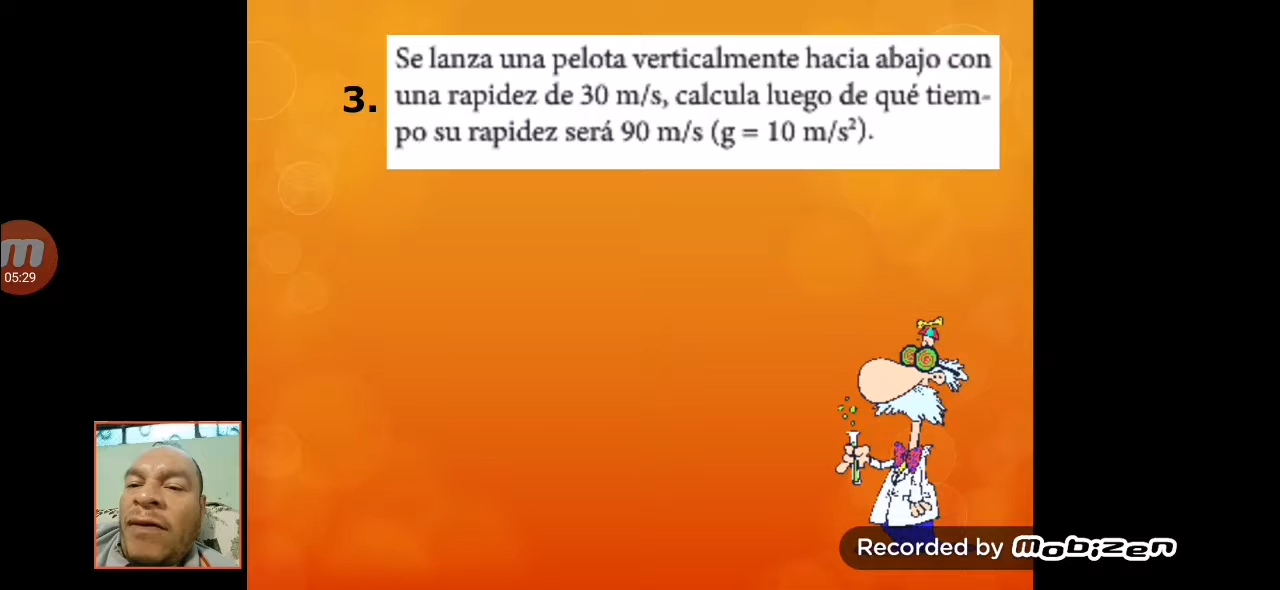 Se lanza una pelota verticalmente hacia abajo con
3. una rapidez de 30 m/s, calcula luego de qué tiem-
po su rapidez será 90 m/s (g = 10 m/s²).
m
05:29
Recorded by mobizen